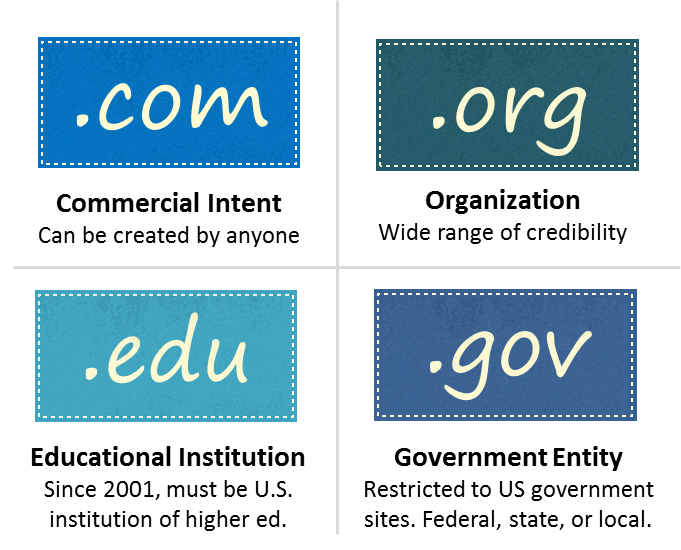 .com
Commercial Intent
Can be created by anyone
.org
Organization
Wide range of credibility
.edu
Educational Institution
Since 2001, must be U.S.
institution of higher ed.
.gov
Government Entity
Restricted to US government
sites. Federal, state, or local.